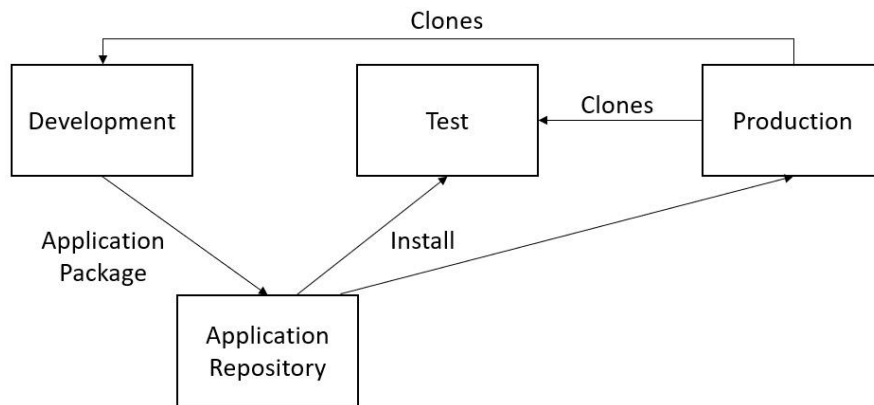 Clones
Development
Test
Clones
Production
Application
Package
Install
Application
Repository